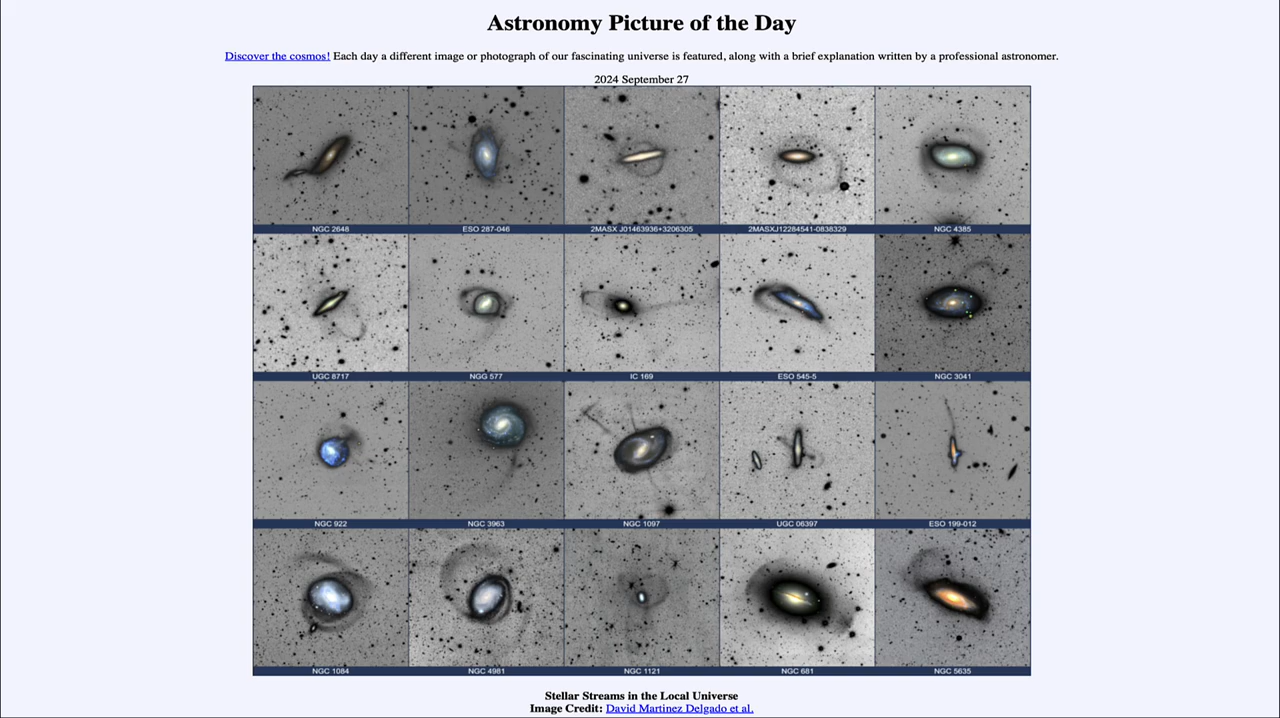 Astronomy Picture of the Day
Discover the cosmos! Each day a different image or photograph of our fascinating universe is featured, along with a brief explanation written by a professional astronomer.
2024 September 27
NGC 2648 ESO 287-046 2MASX J01463936+3206305 2MASXJ12284541-0838329 NGC 4385
UGC 8717 NGG 577 IC 169 ESO 545-5 NGC 3041
NGC 922 NGC 3963 NGC 1097 UGC 06397 ESO 199-012
NGC 1084 NGC 4981 NGC 1121 NGC 681 NGC 5635
Stellar Streams in the Local Universe
Image Credit: David Martinez Delgado et al.